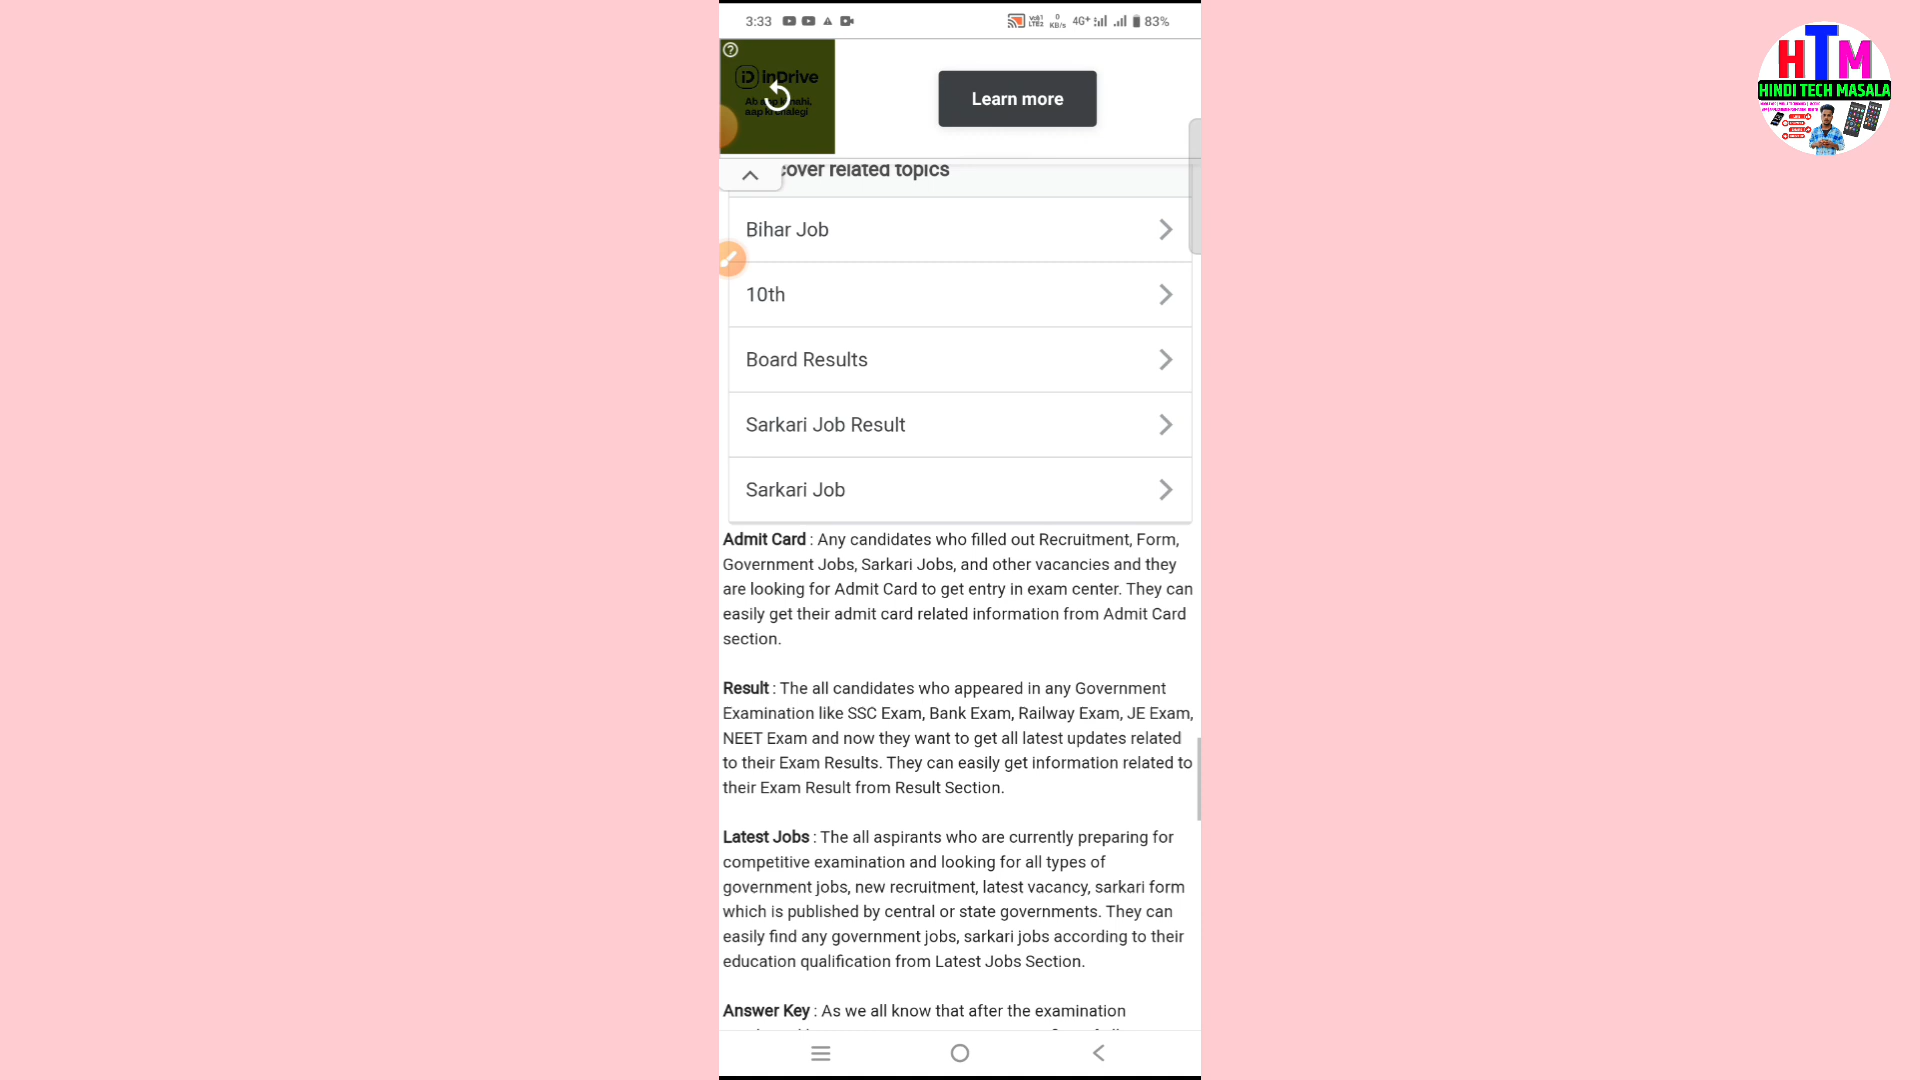 3:33
Vo1
LTE2
0
KB/s
4G+
83%
inDrive
Learn more
cover related topics
Bihar Job
10th
Board Results
Sarkari Job Result
Sarkari Job
Admit Card : Any candidates who filled out Recruitment, Form,
Government Jobs, Sarkari Jobs, and other vacancies and they
are looking for Admit Card to get entry in exam center. They can
easily get their admit card related information from Admit Card
section.
Result : The all candidates who appeared in any Government
Examination like SSC Exam, Bank Exam, Railway Exam, JE Exam,
NEET Exam and now they want to get all latest updates related
to their Exam Results. They can easily get information related to
their Exam Result from Result Section.
Latest Jobs : The all aspirants who are currently preparing for
competitive examination and looking for all types of
government jobs, new recruitment, latest vacancy, sarkari form
which is published by central or state governments. They can
easily find any government jobs, sarkari jobs according to their
education qualification from Latest Jobs Section.
Answer Key : As we all know that after the examination
HTM
HINDI TECH MASALA